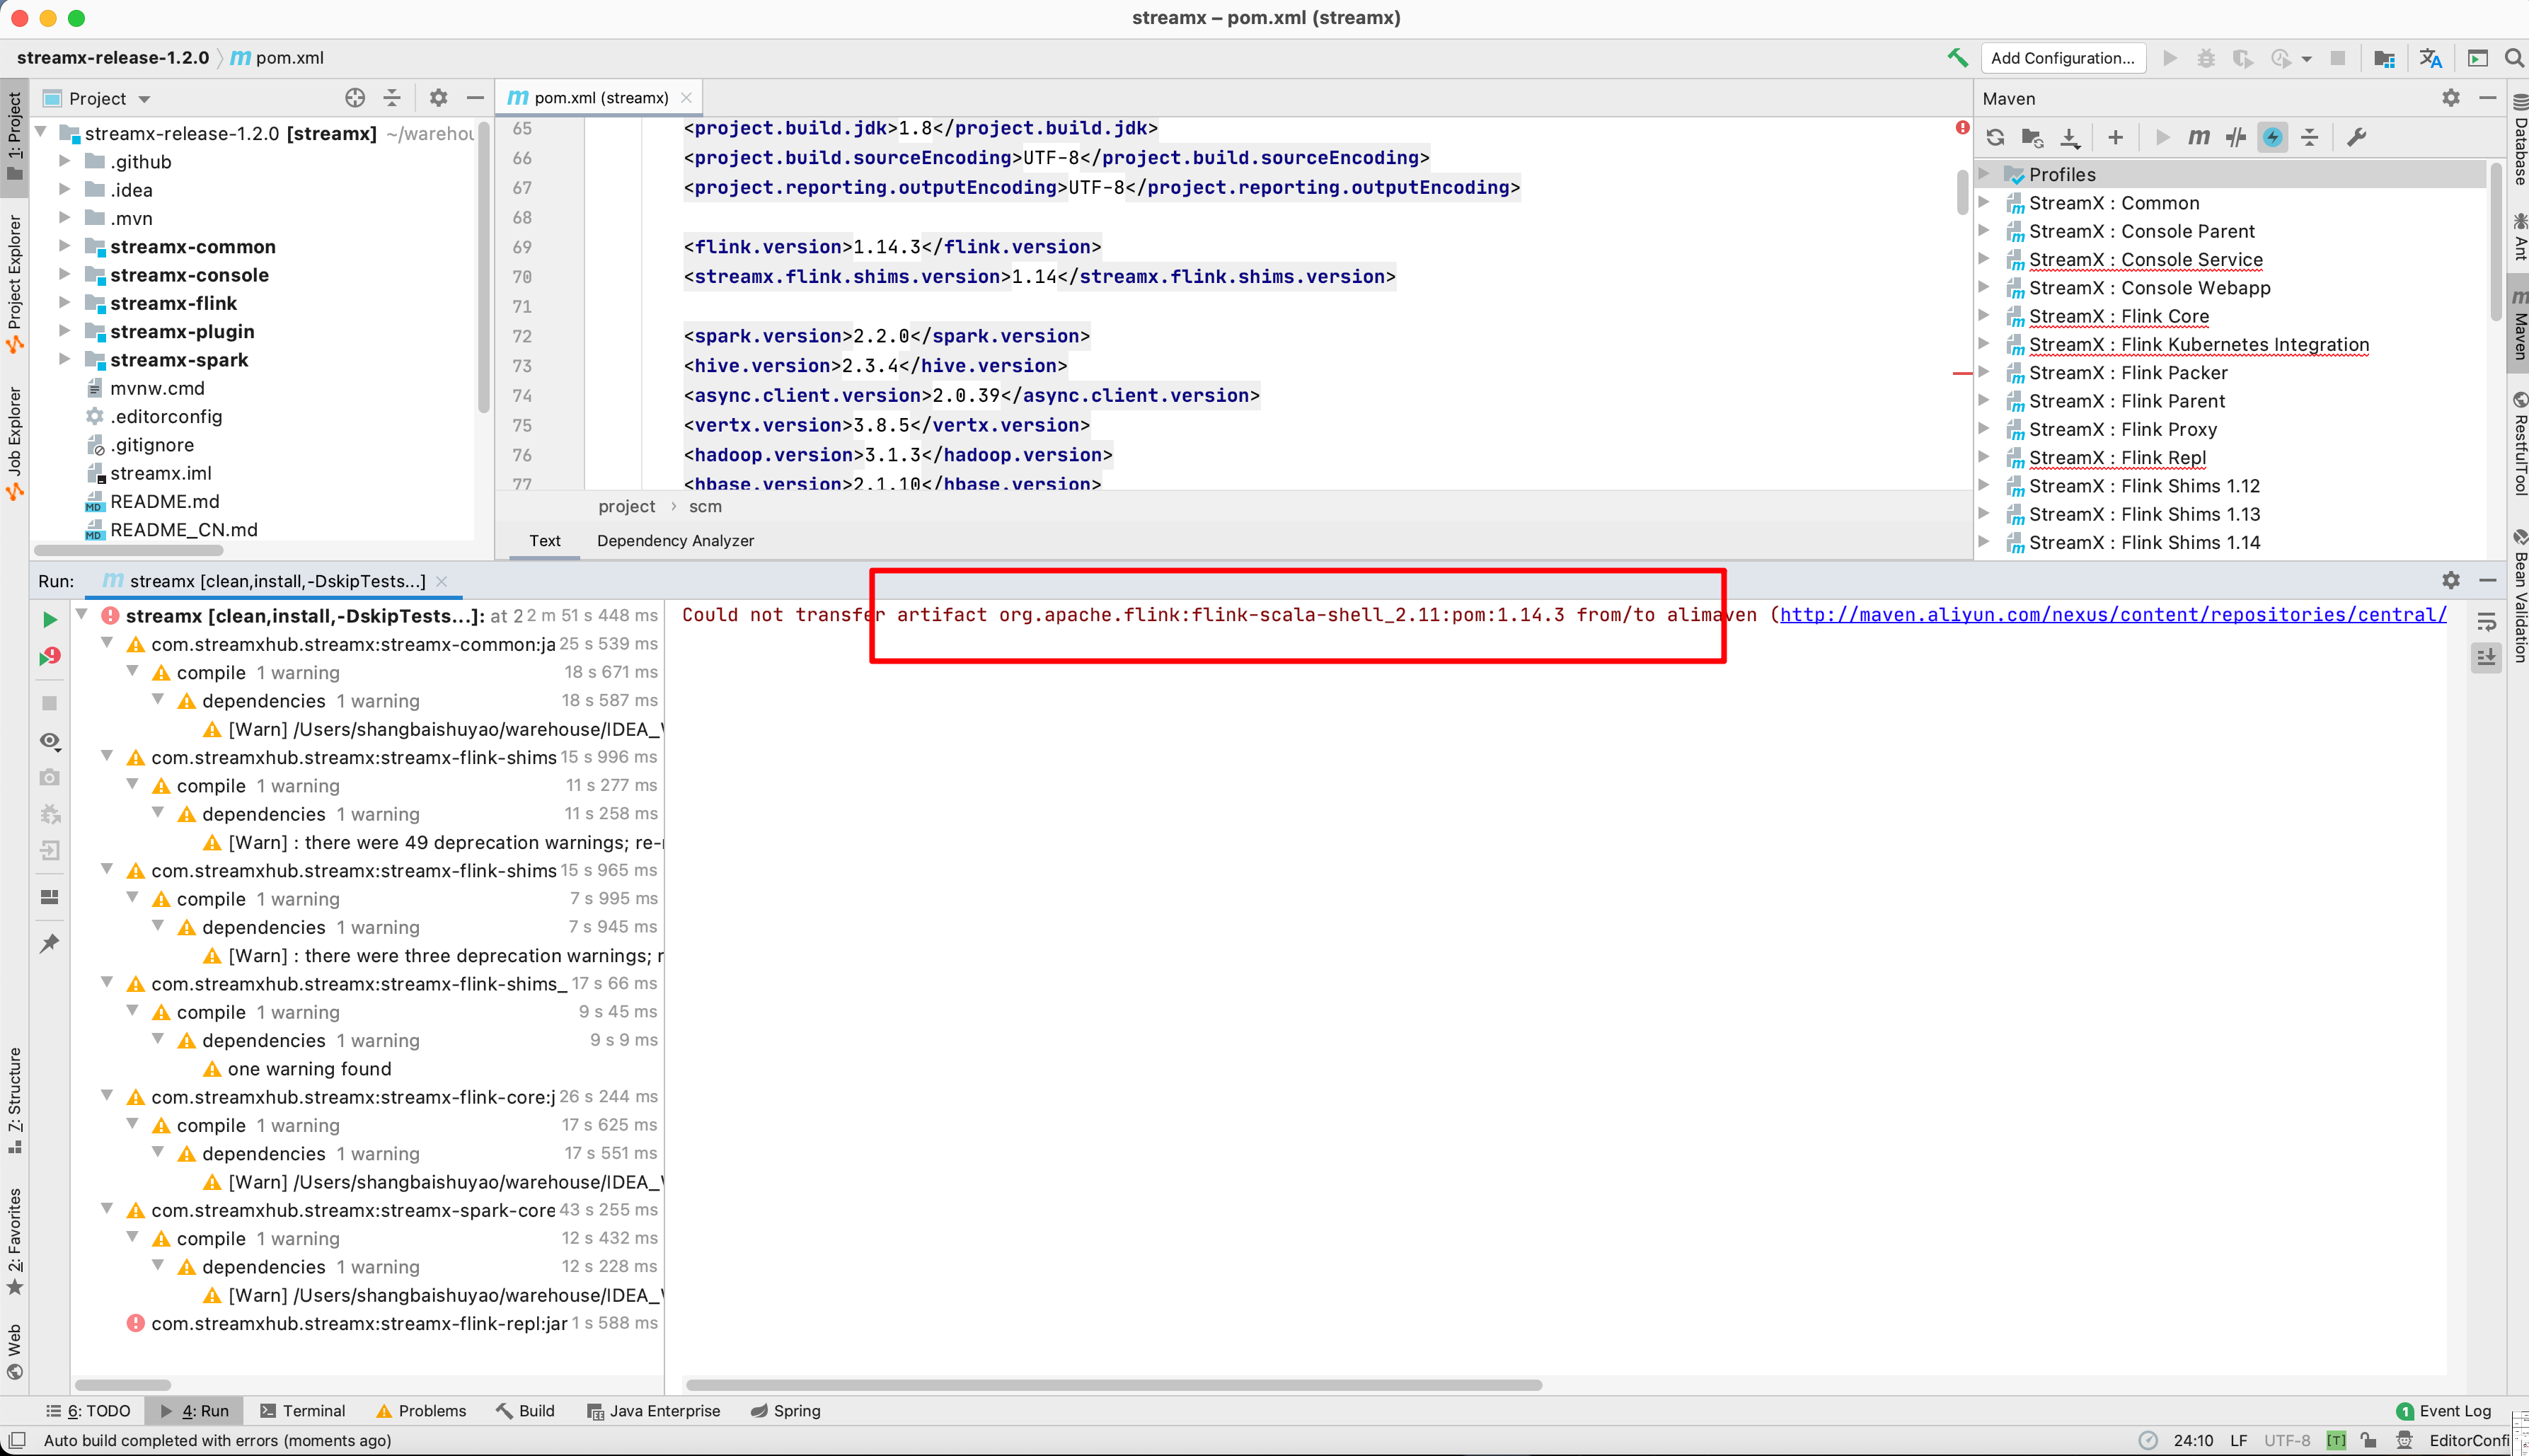 streamx – pom.xml (streamx)
streamx-release-1.2.0
pom.xml
Add Configuration...
Project
pom.xml (streamx)
Maven
1: Project
Project Explorer
Job Explorer
7: Structure
2: Favorites
Web
streamx-release-1.2.0 [streamx] ~/warehou
.github
.idea
.mvn
streamx-common
streamx-console
streamx-flink
streamx-plugin
streamx-spark
mvnw.cmd
.editorconfig
.gitignore
streamx.iml
README.md
README_CN.md
65 <project.build.jdk>1.8</project.build.jdk>
66 <project.build.sourceEncoding>UTF-8</project.build.sourceEncoding>
67 <project.reporting.outputEncoding>UTF-8</project.reporting.outputEncoding>
68
69 <flink.version>1.14.3</flink.version>
70 <streamx.flink.shims.version>1.14</streamx.flink.shims.version>
71
72 <spark.version>2.2.0</spark.version>
73 <hive.version>2.3.4</hive.version>
74 <async.client.version>2.0.39</async.client.version>
75 <vertx.version>3.8.5</vertx.version>
76 <hadoop.version>3.1.3</hadoop.version>
77 <hbase.version>2.1.10</hbase.version>
project › scm
Text
Dependency Analyzer
Profiles
StreamX : Common
StreamX : Console Parent
StreamX : Console Service
StreamX : Console Webapp
StreamX : Flink Core
StreamX : Flink Kubernetes Integration
StreamX : Flink Packer
StreamX : Flink Parent
StreamX : Flink Proxy
StreamX : Flink Repl
StreamX : Flink Shims 1.12
StreamX : Flink Shims 1.13
StreamX : Flink Shims 1.14
Database
Ant
Maven
RestfulTool
Bean Validation
Run: streamx [clean,install,-DskipTests...]
streamx [clean,install,-DskipTests...]: at 2 2 m 51 s 448 ms
com.streamxhub.streamx:streamx-common:ja 25 s 539 ms
compile 1 warning 18 s 671 ms
dependencies 1 warning 18 s 587 ms
[Warn] /Users/shangbaishuyao/warehouse/IDEA_
com.streamxhub.streamx:streamx-flink-shims 15 s 996 ms
compile 1 warning 11 s 277 ms
dependencies 1 warning 11 s 258 ms
[Warn] : there were 49 deprecation warnings; re-
com.streamxhub.streamx:streamx-flink-shims 15 s 965 ms
compile 1 warning 7 s 995 ms
dependencies 1 warning 7 s 945 ms
[Warn] : there were three deprecation warnings; r
com.streamxhub.streamx:streamx-flink-shims_ 17 s 66 ms
compile 1 warning 9 s 45 ms
dependencies 1 warning 9 s 9 ms
one warning found
com.streamxhub.streamx:streamx-flink-core:j 26 s 244 ms
compile 1 warning 17 s 625 ms
dependencies 1 warning 17 s 551 ms
[Warn] /Users/shangbaishuyao/warehouse/IDEA_
com.streamxhub.streamx:streamx-spark-core 43 s 255 ms
compile 1 warning 12 s 432 ms
dependencies 1 warning 12 s 228 ms
[Warn] /Users/shangbaishuyao/warehouse/IDEA_
com.streamxhub.streamx:streamx-flink-repl:jar 1 s 588 ms
Could not transfer artifact org.apache.flink:flink-scala-shell_2.11:pom:1.14.3 from/to alimaven (http://maven.aliyun.com/nexus/content/repositories/central/
6: TODO
4: Run
Terminal
Problems
Build
Java Enterprise
Spring
1 Event Log
Auto build completed with errors (moments ago)
24:10 LF UTF-8 [T] EditorConfi